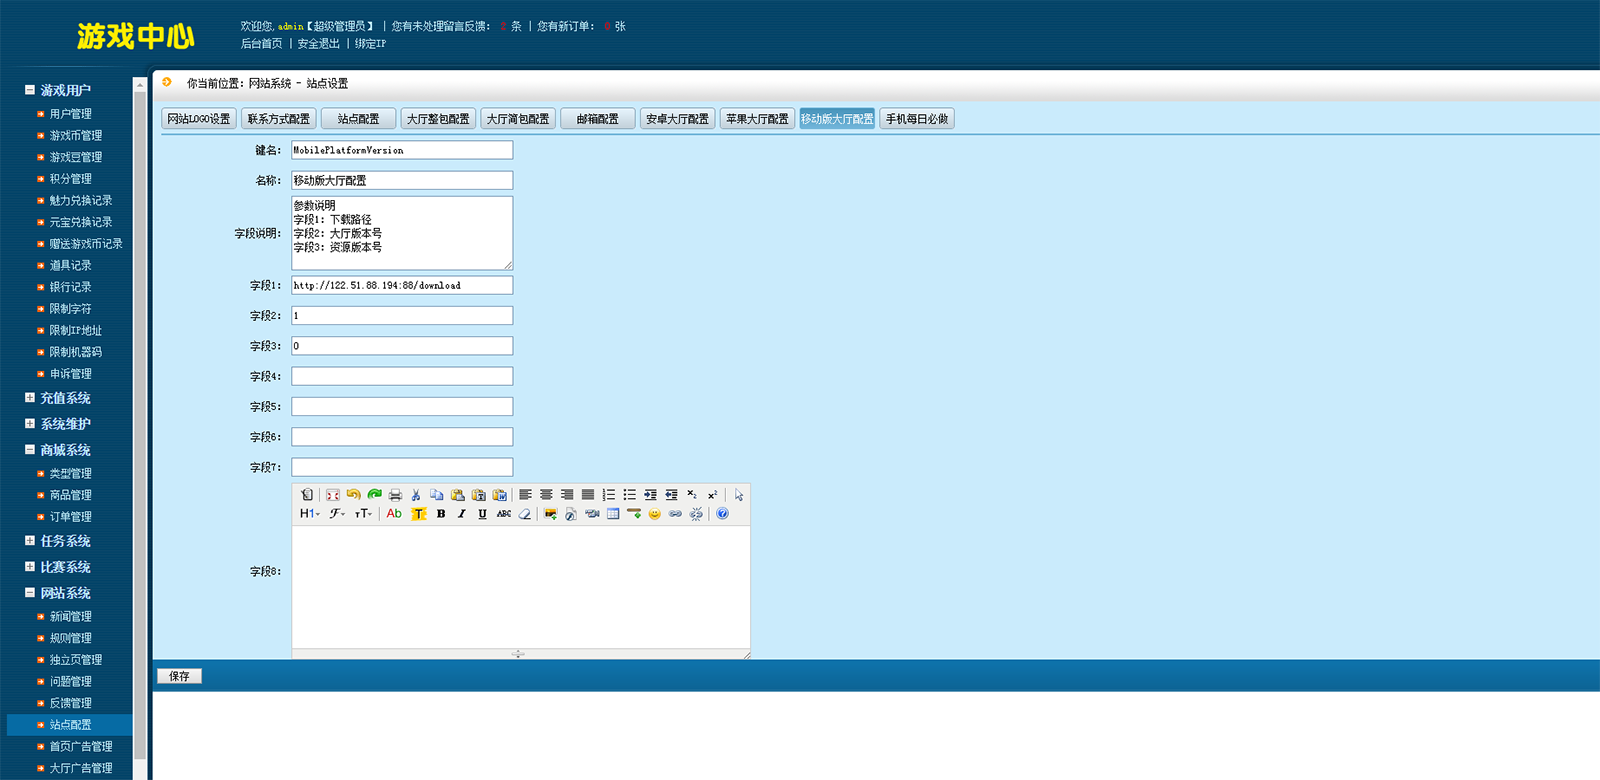 游戏中心
欢迎您,admin【超级管理员】 | 您有未处理留言反馈: 条 | 您有新订单: 0 张
后台首页 | 安全退出 | 绑定IP
游戏用户
用户管理
游戏币管理
游戏豆管理
积分管理
魅力兑换记录
元宝兑换记录
赠送游戏币记录
道具记录
银行记录
限制字符
限制IP地址
限制机器码
申诉管理
充值系统
系统维护
商城系统
类型管理
商品管理
订单管理
任务系统
比赛系统
网站系统
新闻管理
规则管理
独立页管理
问题管理
反馈管理
站点配置
首页广告管理
大厅广告管理
你当前位置：网站系统 - 站点设置
网站LOGO设置 联系方式配置 站点配置 大厅整包配置 大厅简包配置 邮箱配置 安卓大厅配置 苹果大厅配置 移动版大厅配置 手机每日必做
键名： MobilePlatformVersion
名称： 移动版大厅配置
字段说明：
参数说明
字段1：下载路径
字段2：大厅版本号
字段3：资源版本号
字段1： http://122.51.88.194:88/download
字段2： 1
字段3： 0
字段4：
字段5：
字段6：
字段7：
H1 F тT Ab T B I U ABC
字段8：
保存